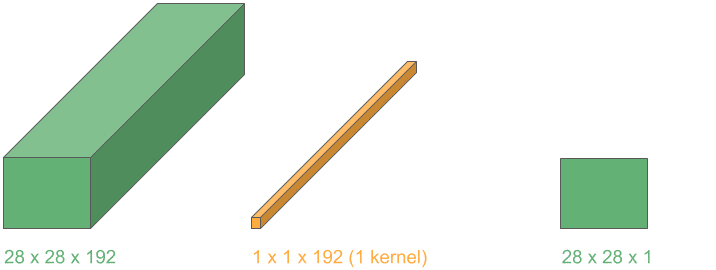 28 x 28 x 192
1 x 1 x 192 (1 kernel)
28 x 28 x 1